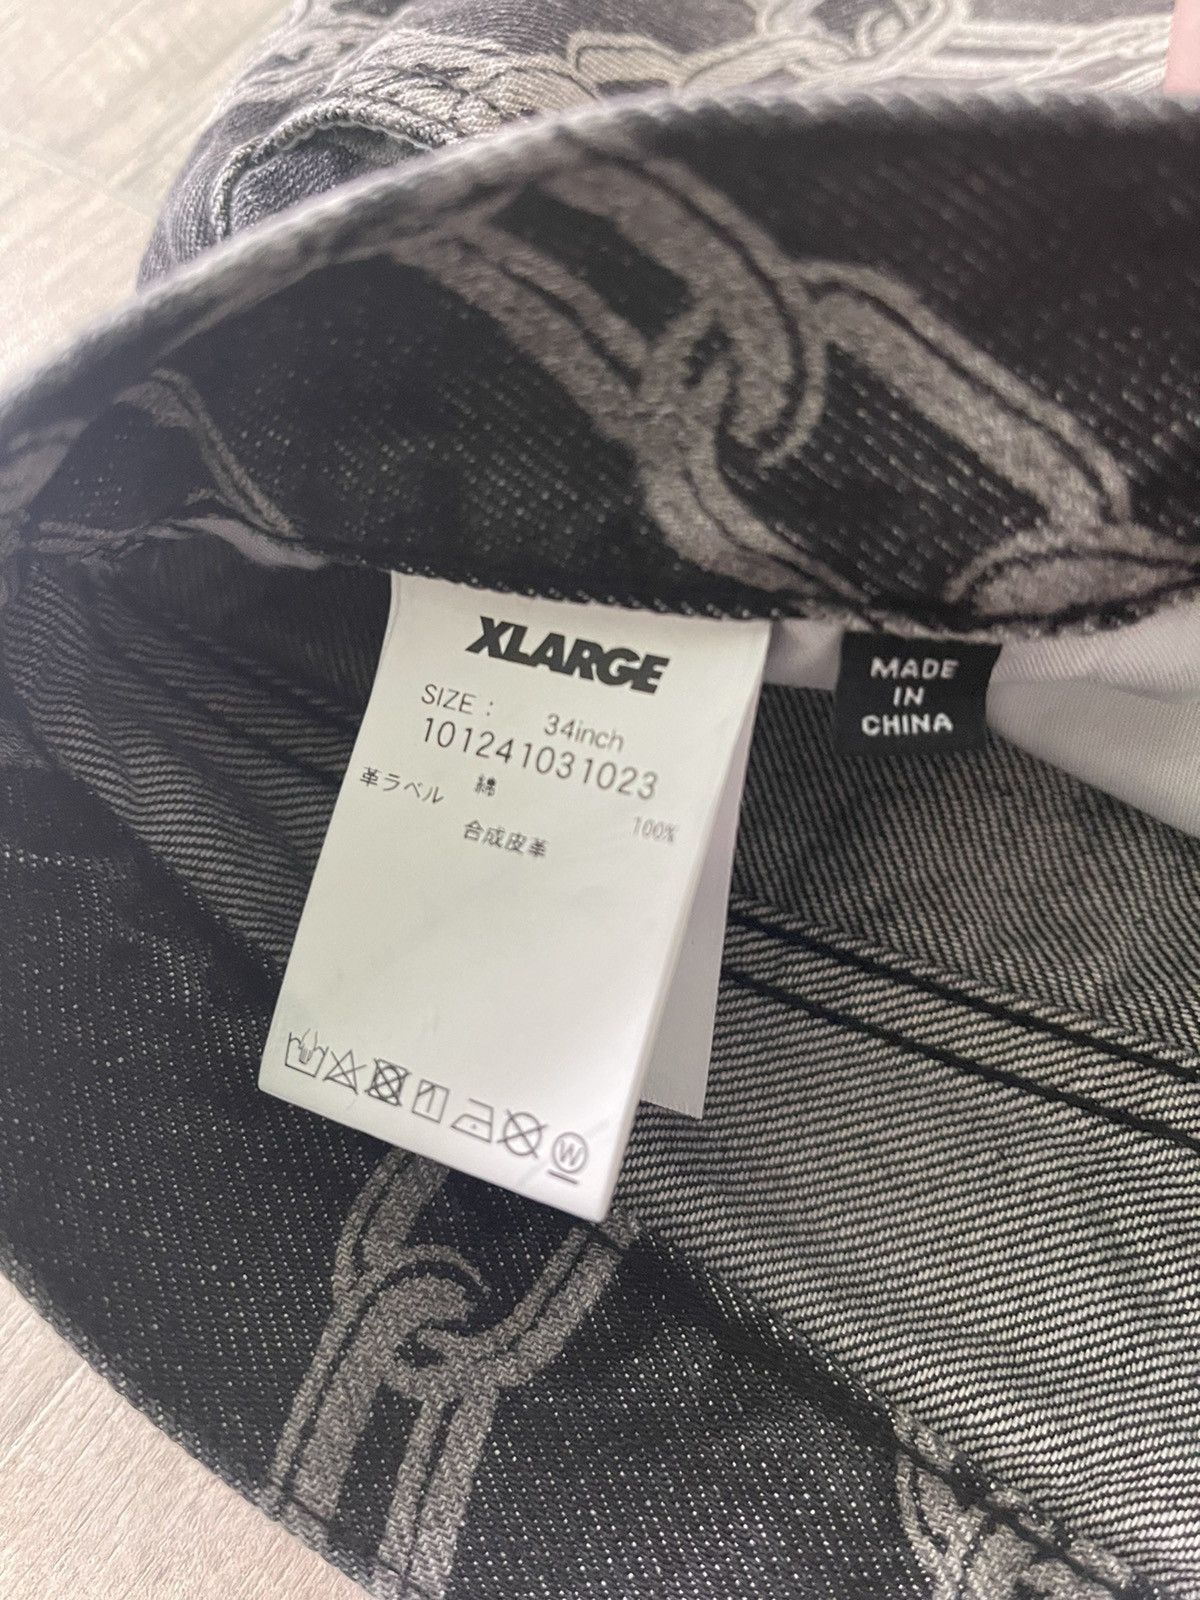 XLARGE
SIZE : 34inch
101241031023
綿 100%
革ラベル 合成皮革
W
MADE
IN
CHINA